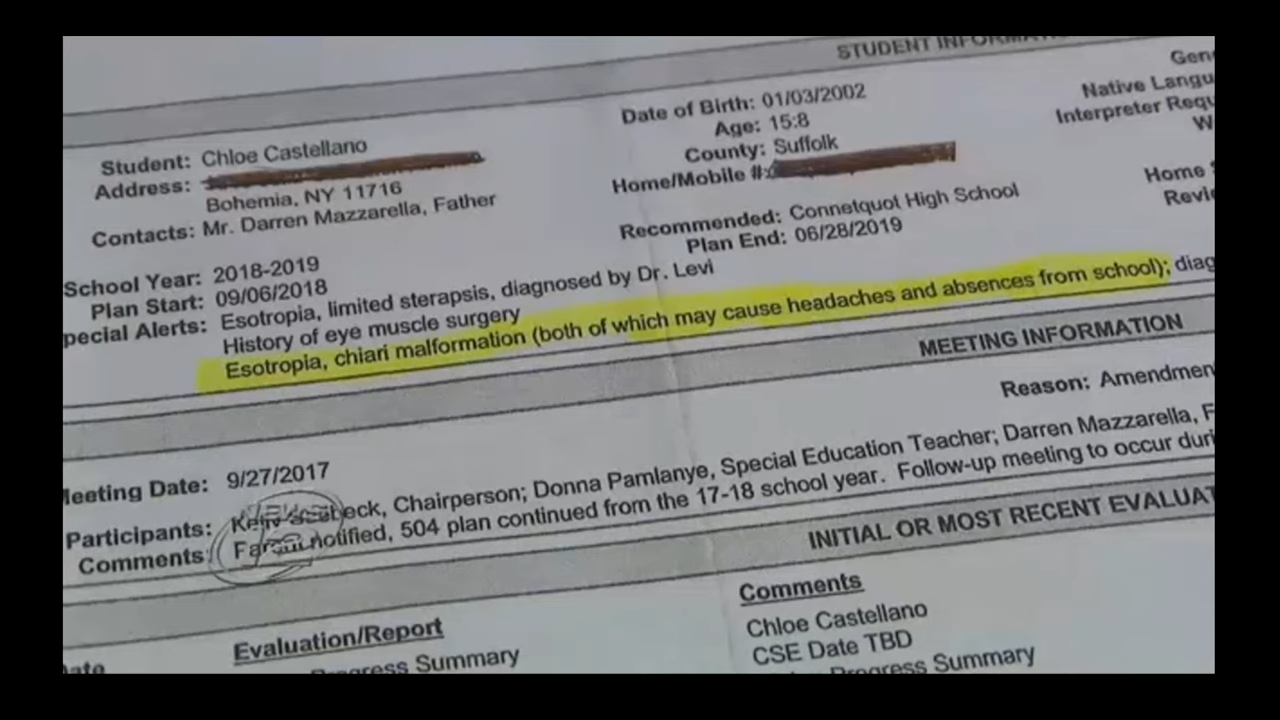 STUDENT INFORMAT
Student: Chloe Castellano
Address:
Bohemia, NY 11716
Contacts: Mr. Darren Mazzarella, Father
Date of Birth: 01/03/2002
Age: 15:8
County: Suffolk
Home/Mobile #:
Gen
Native Langu
Interpreter Requ
W
Home
Revie
School Year: 2018-2019
Plan Start: 09/06/2018
Recommended: Connetquot High School
Plan End: 06/28/2019
pecial Alerts: Esotropia, limited sterapsis, diagnosed by Dr. Levi
History of eye muscle surgery
Esotropia, chiari malformation (both of which may cause headaches and absences from school); diag
MEETING INFORMATION
Reason: Amendmen
Meeting Date: 9/27/2017
Participants: Chairperson; Donna Pamlanye, Special Education Teacher; Darren Mazzarella, F
Comments: notified, 504 plan continued from the 17-18 school year. Follow-up meeting to occur duri
INITIAL OR MOST RECENT EVALUAT
Evaluation/Report
Comments
Chloe Castellano
CSE Date TBD
ate
Progress Summary
Progress Summary